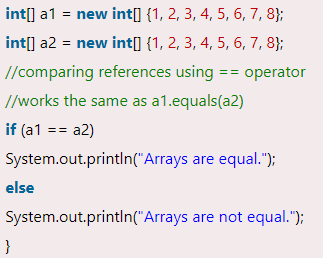 int[] a1 = new int[] {1, 2, 3, 4, 5, 6, 7, 8};
int[] a2 = new int[] {1, 2, 3, 4, 5, 6, 7, 8};
//comparing references using == operator
//works the same as a1.equals(a2)
if (a1 == a2)
System.out.println("Arrays are equal.");
else
System.out.println("Arrays are not equal.");
}